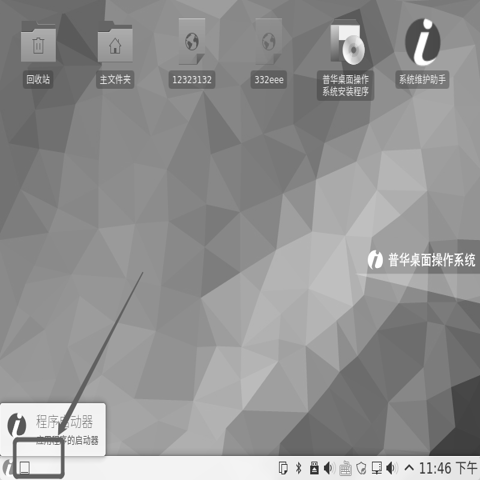 回收站
主文件夹
12323132
332eee
普华桌面操作
系统安装程序
系统维护助手
普华桌面操作系统
程序启动器
应用程序的启动器
11:46 下午